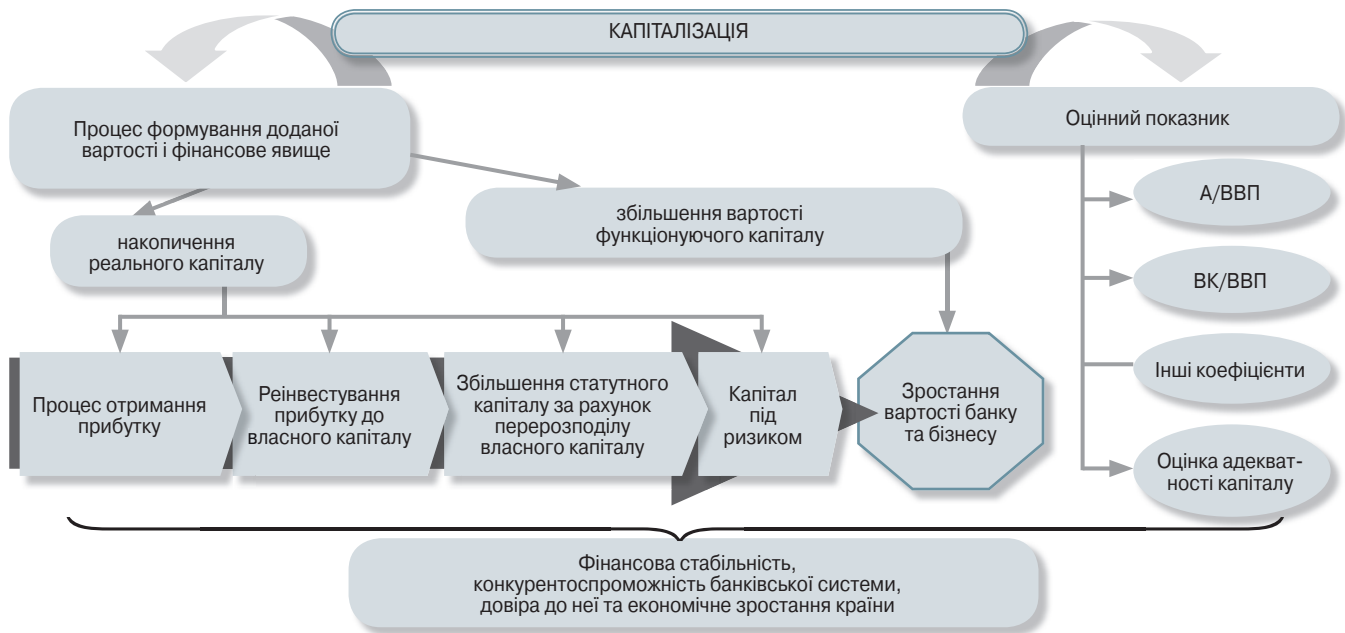 КАПІТАЛІЗАЦІЯ
Процес формування доданої
вартості і фінансове явище
Оцінний показник
накопичення
реального капіталу
збільшення вартості
функціонуючого капіталу
А/ВВП
ВК/ВВП
Інші коефіцієнти
Оцінка адекват-
ності капіталу
Процес отримання
прибутку
Реінвестування
прибутку до
власного капіталу
Збільшення статутного
капіталу за рахунок
перерозподілу
власного капіталу
Капітал
під
ризиком
Зростання
вартості банку
та бізнесу
Фінансова стабільність,
конкурентоспроможність банківської системи,
довіра до неї та економічне зростання країни